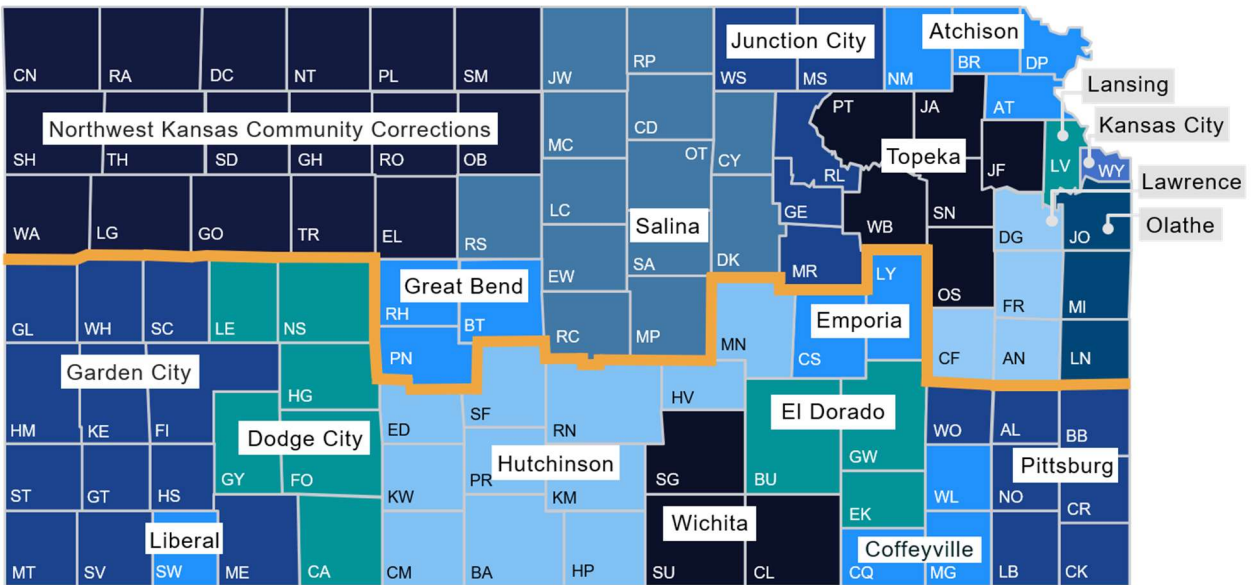 Junction City
Atchison
CN
RA
DC
NT
PL
SM
JW
RP
WS
MS
NM
BR
DP
Lansing
Kansas City
Northwest Kansas Community Corrections
SH
TH
SD
GH
RO
OB
MC
CD
OT
CY
RL
PT
JA
Topeka
JF
AT
LV
WY
Lawrence
WA
LG
GO
TR
EL
RS
LC
Salina
SA
DK
GE
WB
SN
DG
JO
Olathe
Great Bend
RH
BT
EW
MR
LY
OS
FR
MI
GL
WH
SC
LE
NS
PN
RC
MP
MN
CS
Emporia
CF
AN
LN
Garden City
HM
KE
FI
HG
Dodge City
ED
SF
RN
HV
El Dorado
WO
AL
BB
GY
FO
PR
Hutchinson
SG
BU
GW
Pittsburg
ST
GT
HS
KW
KM
Wichita
EK
WL
NO
CR
Liberal
Coffeyville
MT
SV
SW
ME
CA
CM
BA
HP
SU
CL
CQ
MG
LB
CK